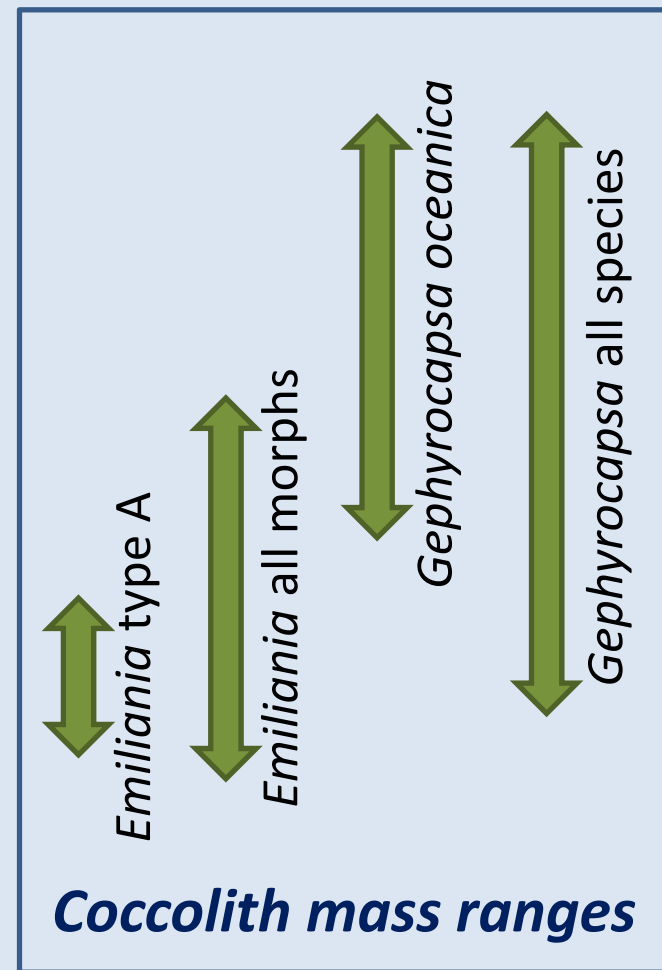 Emiliania type A
Emiliania all morphs
Gephyrocapsa oceanica
Gephyrocapsa all species
Coccolith mass ranges